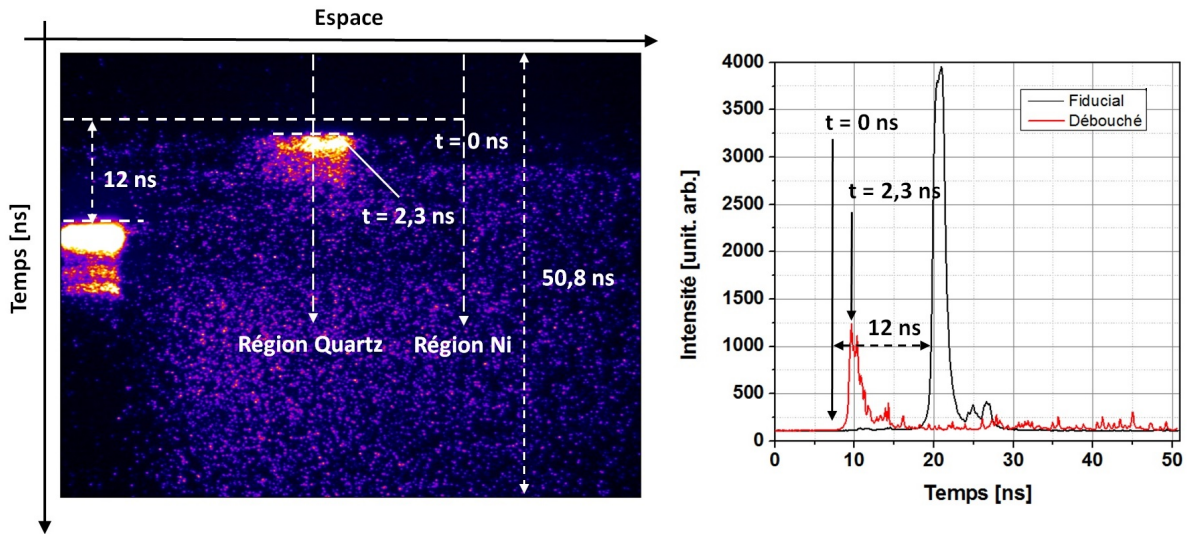 Espace
Temps [ns]
12 ns
t = 0 ns
t = 2,3 ns
50,8 ns
Région Quartz
Région Ni
4000
3500
3000
2500
2000
1500
1000
500
0
Intensité [unit. arb.]
Fiducial
Débouché
t = 0 ns
t = 2,3 ns
12 ns
0
10
20
30
40
50
Temps [ns]